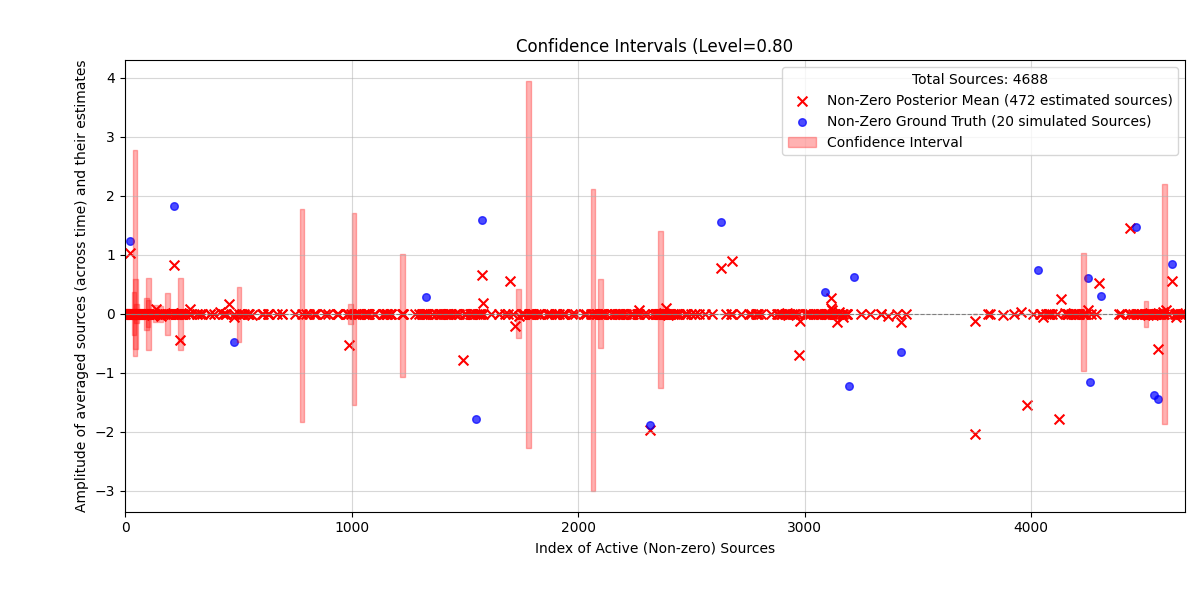 Confidence Intervals (Level=0.80
Total Sources: 4688
Non-Zero Posterior Mean (472 estimated sources)
Non-Zero Ground Truth (20 simulated Sources)
Confidence Interval
Amplitude of averaged sources (across time) and their estimates
4
3
2
1
0
−1
−2
−3
0 1000 2000 3000 4000
Index of Active (Non-zero) Sources